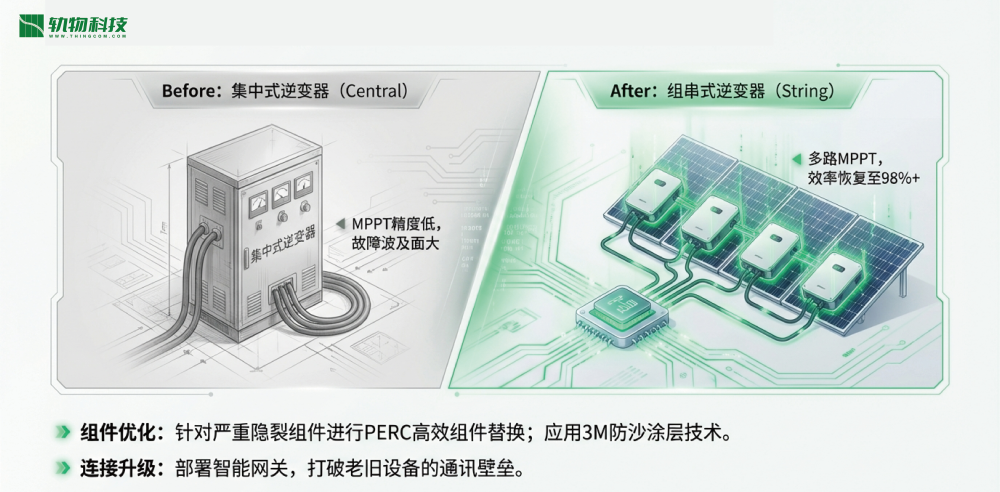 轨物科技
WWW.THINGCOM.COM
Before：集中式逆变器（Central）
After：组串式逆变器（String）
集中式逆变器
MPPT精度低，
故障波及面大
多路MPPT，
效率恢复至98%+
组件优化：针对严重隐裂组件进行PERC高效组件替换；应用3M防沙涂层技术。
连接升级：部署智能网关，打破老旧设备的通讯壁垒。